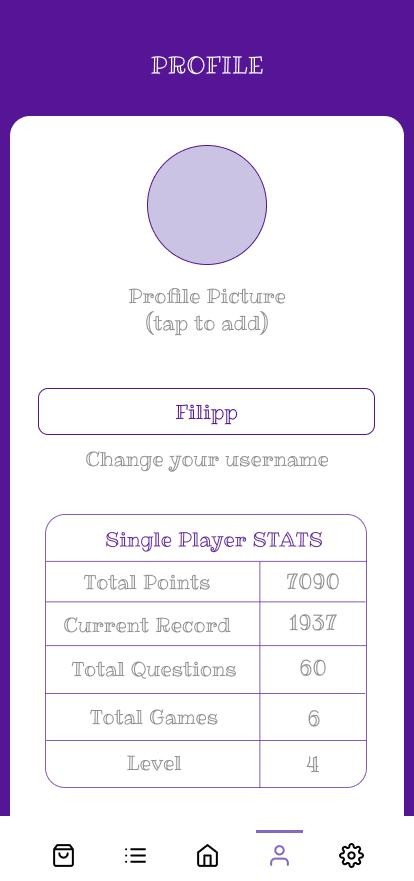 PROFILE
Profile Picture
(tap to add)
Filipp
Change your username
Single Player STATS
Total Points 7090
Current Record 1937
Total Questions 60
Total Games 6
Level 4